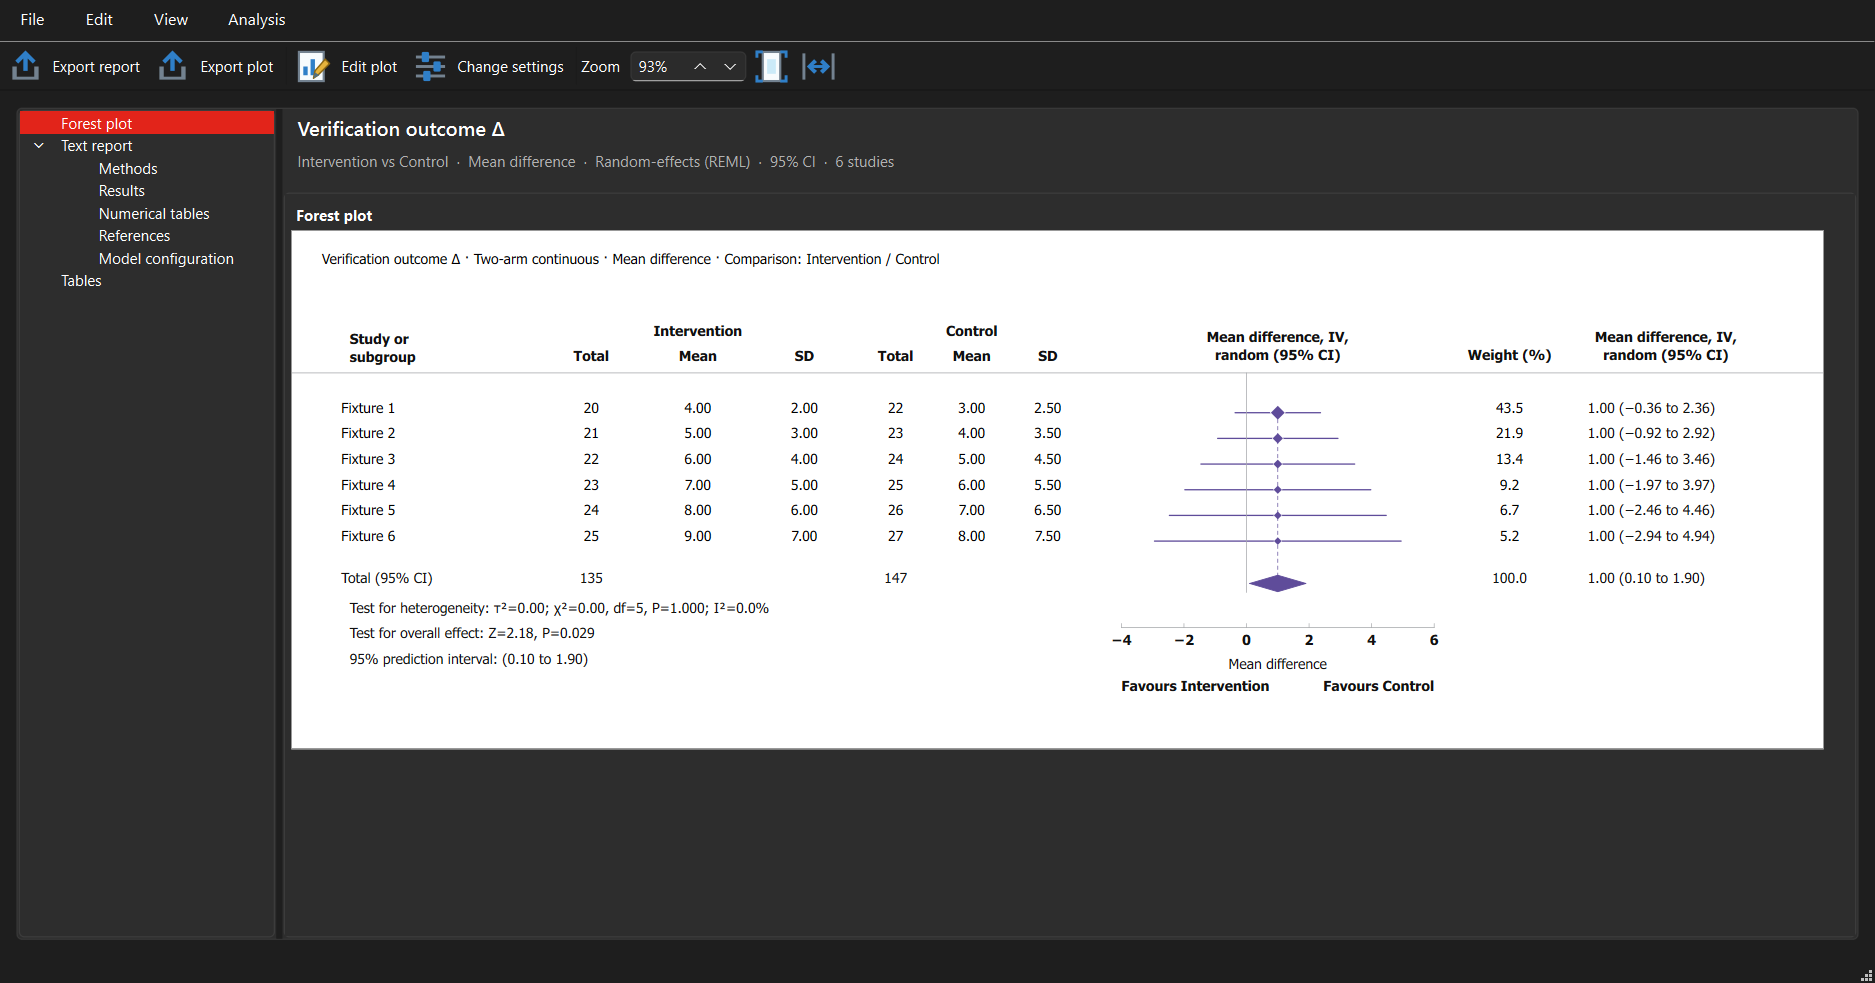 File Edit View Analysis
Export report Export plot Edit plot Change settings Zoom 93%
Forest plot
Text report
Methods
Results
Numerical tables
References
Model configuration
Tables
Verification outcome Δ
Intervention vs Control · Mean difference · Random-effects (REML) · 95% CI · 6 studies
Forest plot
Verification outcome Δ · Two-arm continuous · Mean difference · Comparison: Intervention / Control
Intervention Control
Study or subgroup Total Mean SD Total Mean SD Mean difference, IV, random (95% CI) Weight (%) Mean difference, IV, random (95% CI)
Fixture 1 20 4.00 2.00 22 3.00 2.50 43.5 1.00 (−0.36 to 2.36)
Fixture 2 21 5.00 3.00 23 4.00 3.50 21.9 1.00 (−0.92 to 2.92)
Fixture 3 22 6.00 4.00 24 5.00 4.50 13.4 1.00 (−1.46 to 3.46)
Fixture 4 23 7.00 5.00 25 6.00 5.50 9.2 1.00 (−1.97 to 3.97)
Fixture 5 24 8.00 6.00 26 7.00 6.50 6.7 1.00 (−2.46 to 4.46)
Fixture 6 25 9.00 7.00 27 8.00 7.50 5.2 1.00 (−2.94 to 4.94)
Total (95% CI) 135 147 100.0 1.00 (0.10 to 1.90)
Test for heterogeneity: τ²=0.00; χ²=0.00, df=5, P=1.000; I²=0.0%
Test for overall effect: Z=2.18, P=0.029
95% prediction interval: (0.10 to 1.90)
−4 −2 0 2 4 6
Mean difference
Favours Intervention Favours Control